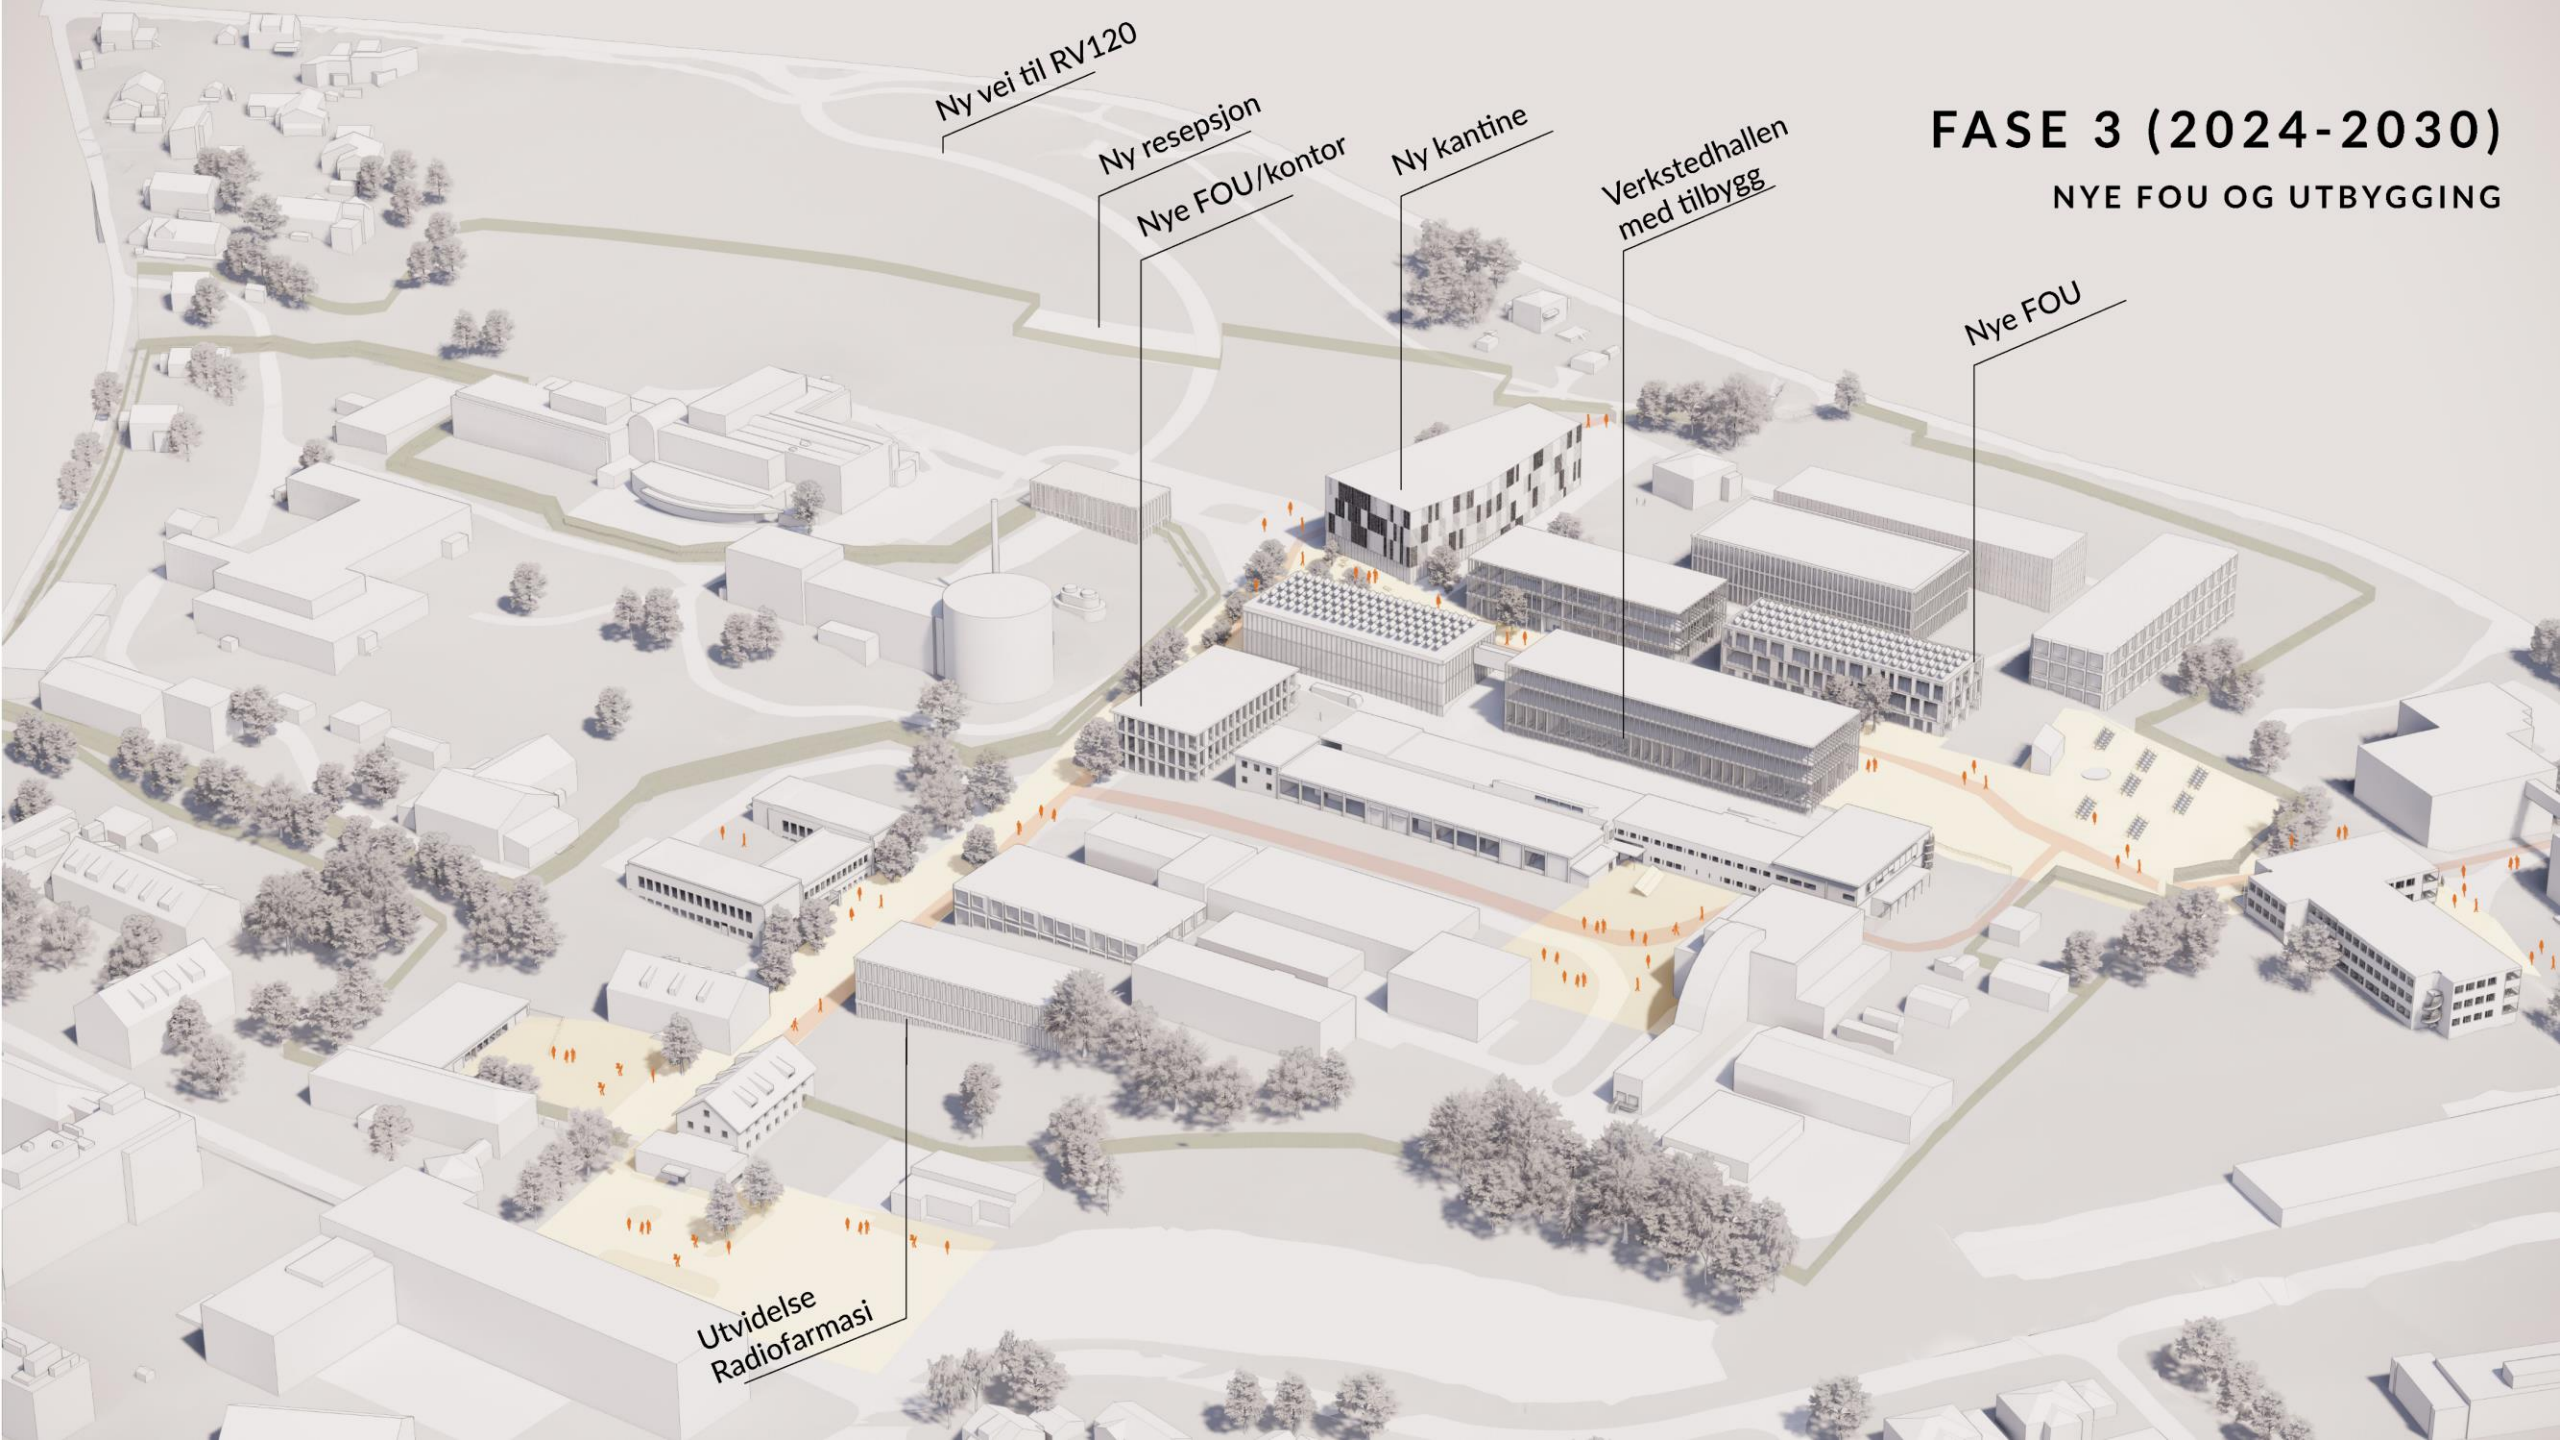 FASE 3 (2024-2030)
NYE FOU OG UTBYGGING
Ny vei til RV120
Ny resepsjon
Nye FOU/kontor
Ny kantine
Verkstedhallen
med tilbygg
Nye FOU
Utvidelse
Radiofarmasi